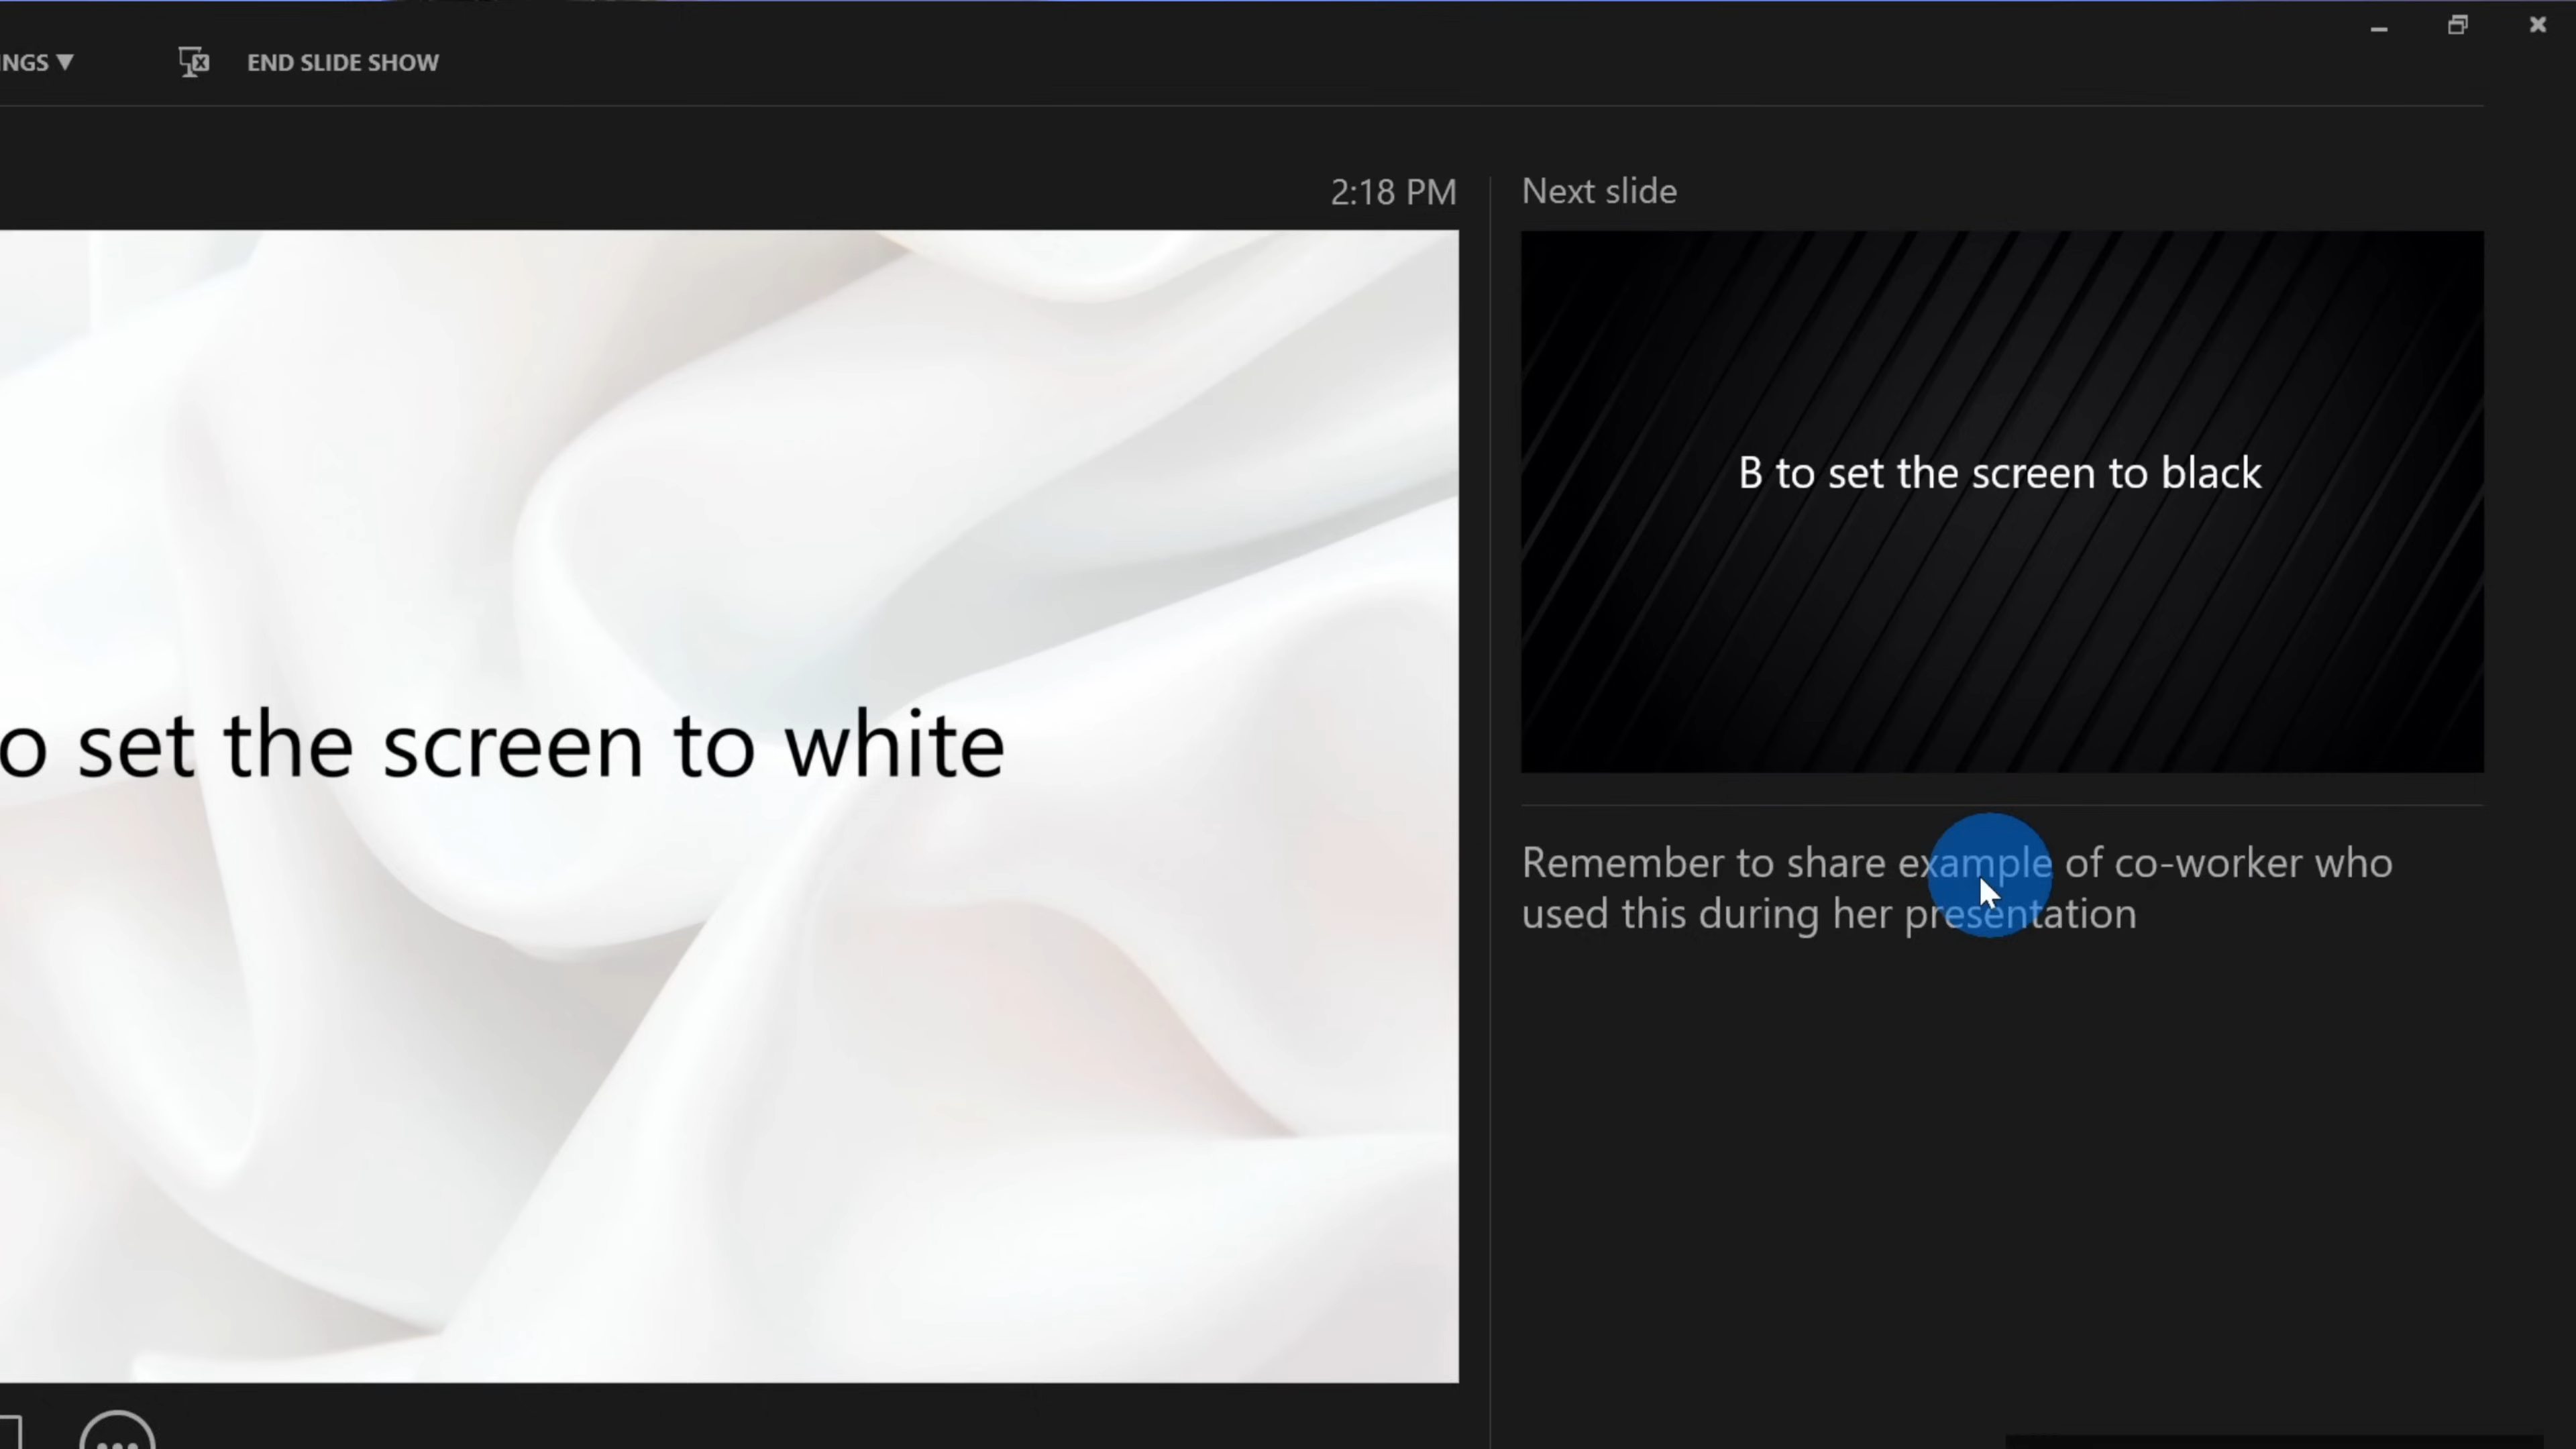 END SLIDE SHOW
2:18 PM
Next slide
set the screen to white
B to set the screen to black
Remember to share example of co-worker who
used this during her presentation